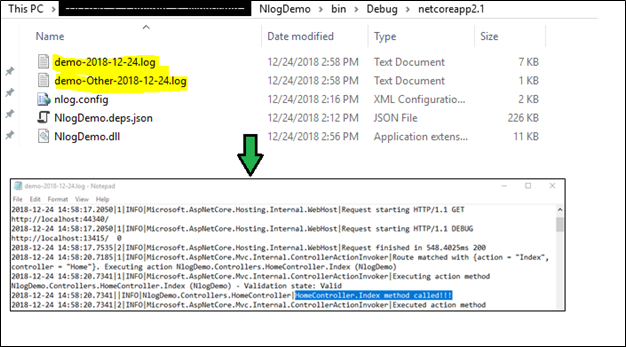 This PC > NlogDemo > bin > Debug > netcoreapp2.1
Name Date modified Type Size
demo-2018-12-24.log 12/24/2018 2:58 PM Text Document 7 KB
demo-Other-2018-12-24.log 12/24/2018 2:58 PM Text Document 1 KB
nlog.config 12/24/2018 2:16 PM XML Configuratio... 2 KB
NlogDemo.deps.json 12/24/2018 2:12 PM JSON File 226 KB
NlogDemo.dll 12/24/2018 2:56 PM Application extens... 11 KB
demo-2018-12-24.log - Notepad
File Edit Format View Help
2018-12-24 14:58:17.2050|1|INFO|Microsoft.AspNetCore.Hosting.Internal.WebHost|Request starting HTTP/1.1 GET
http://localhost:44340/
2018-12-24 14:58:17.2050|1|INFO|Microsoft.AspNetCore.Hosting.Internal.WebHost|Request starting HTTP/1.1 DEBUG
http://localhost:13415/ 0
2018-12-24 14:58:17.7535|2|INFO|Microsoft.AspNetCore.Hosting.Internal.WebHost|Request finished in 548.4025ms 200
2018-12-24 14:58:20.7185|1|INFO|Microsoft.AspNetCore.Mvc.Internal.ControllerActionInvoker|Route matched with {action = "Index",
controller = "Home"}. Executing action NlogDemo.Controllers.HomeController.Index (NlogDemo)
2018-12-24 14:58:20.7341|1|INFO|Microsoft.AspNetCore.Mvc.Internal.ControllerActionInvoker|Executing action method
NlogDemo.Controllers.HomeController.Index (NlogDemo) - Validation state: Valid
2018-12-24 14:58:20.7341||INFO|NlogDemo.Controllers.HomeController|HomeController.Index method called!!!
2018-12-24 14:58:20.7341|2|INFO|Microsoft.AspNetCore.Mvc.Internal.ControllerActionInvoker|Executed action method